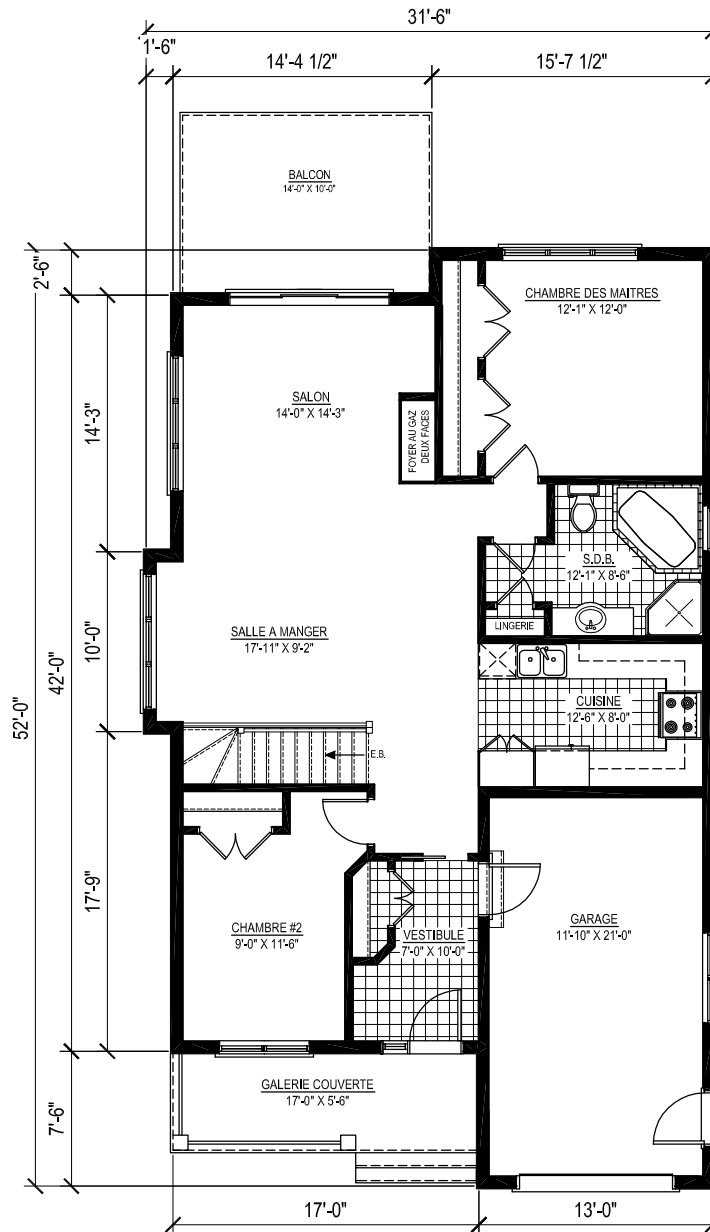 31'-6"
1'-6"
14'-4 1/2"
15'-7 1/2"
BALCON
14'-0" X 10'-0"
2'-6"
CHAMBRE DES MAITRES
12'-1" X 12'-0"
14'-3"
SALON
14'-0" X 14'-3"
FOYER AU GAZ
DEUX FACES
S.D.B.
12'-1" X 8'-6"
LINGERIE
10'-0"
42'-0"
52'-0"
SALLE A MANGER
17'-11" X 9'-2"
CUISINE
12'-6" X 8'-0"
E.B.
17'-9"
CHAMBRE #2
9'-0" X 11'-6"
VESTIBULE
7'-0" X 10'-0"
GARAGE
11'-10" X 21'-0"
7'-6"
GALERIE COUVERTE
17'-0" X 5'-6"
17'-0"
13'-0"